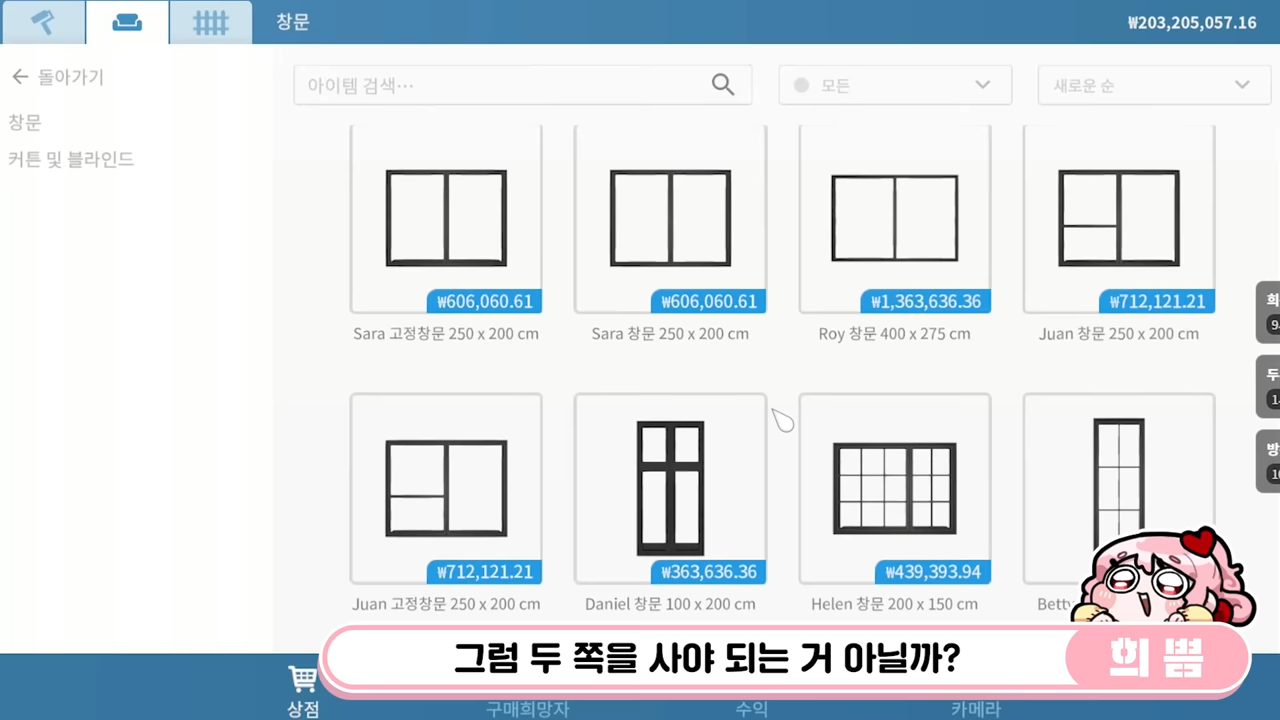 창문
₩203,205,057.16
돌아가기
창문
커튼 및 블라인드
아이템 검색…
모든
새로운 순
₩606,060.61
₩606,060.61
₩1,363,636.36
₩712,121.21
Sara 고정창문 250 x 200 cm
Sara 창문 250 x 200 cm
Roy 창문 400 x 275 cm
Juan 창문 250 x 200 cm
₩712,121.21
₩363,636.36
₩439,393.94
Juan 고정창문 250 x 200 cm
Daniel 창문 100 x 200 cm
Helen 창문 200 x 150 cm
그럼 두 쪽을 사야 되는 거 아닐까?
희 뿜
상점
구매희망자
수익
카메라